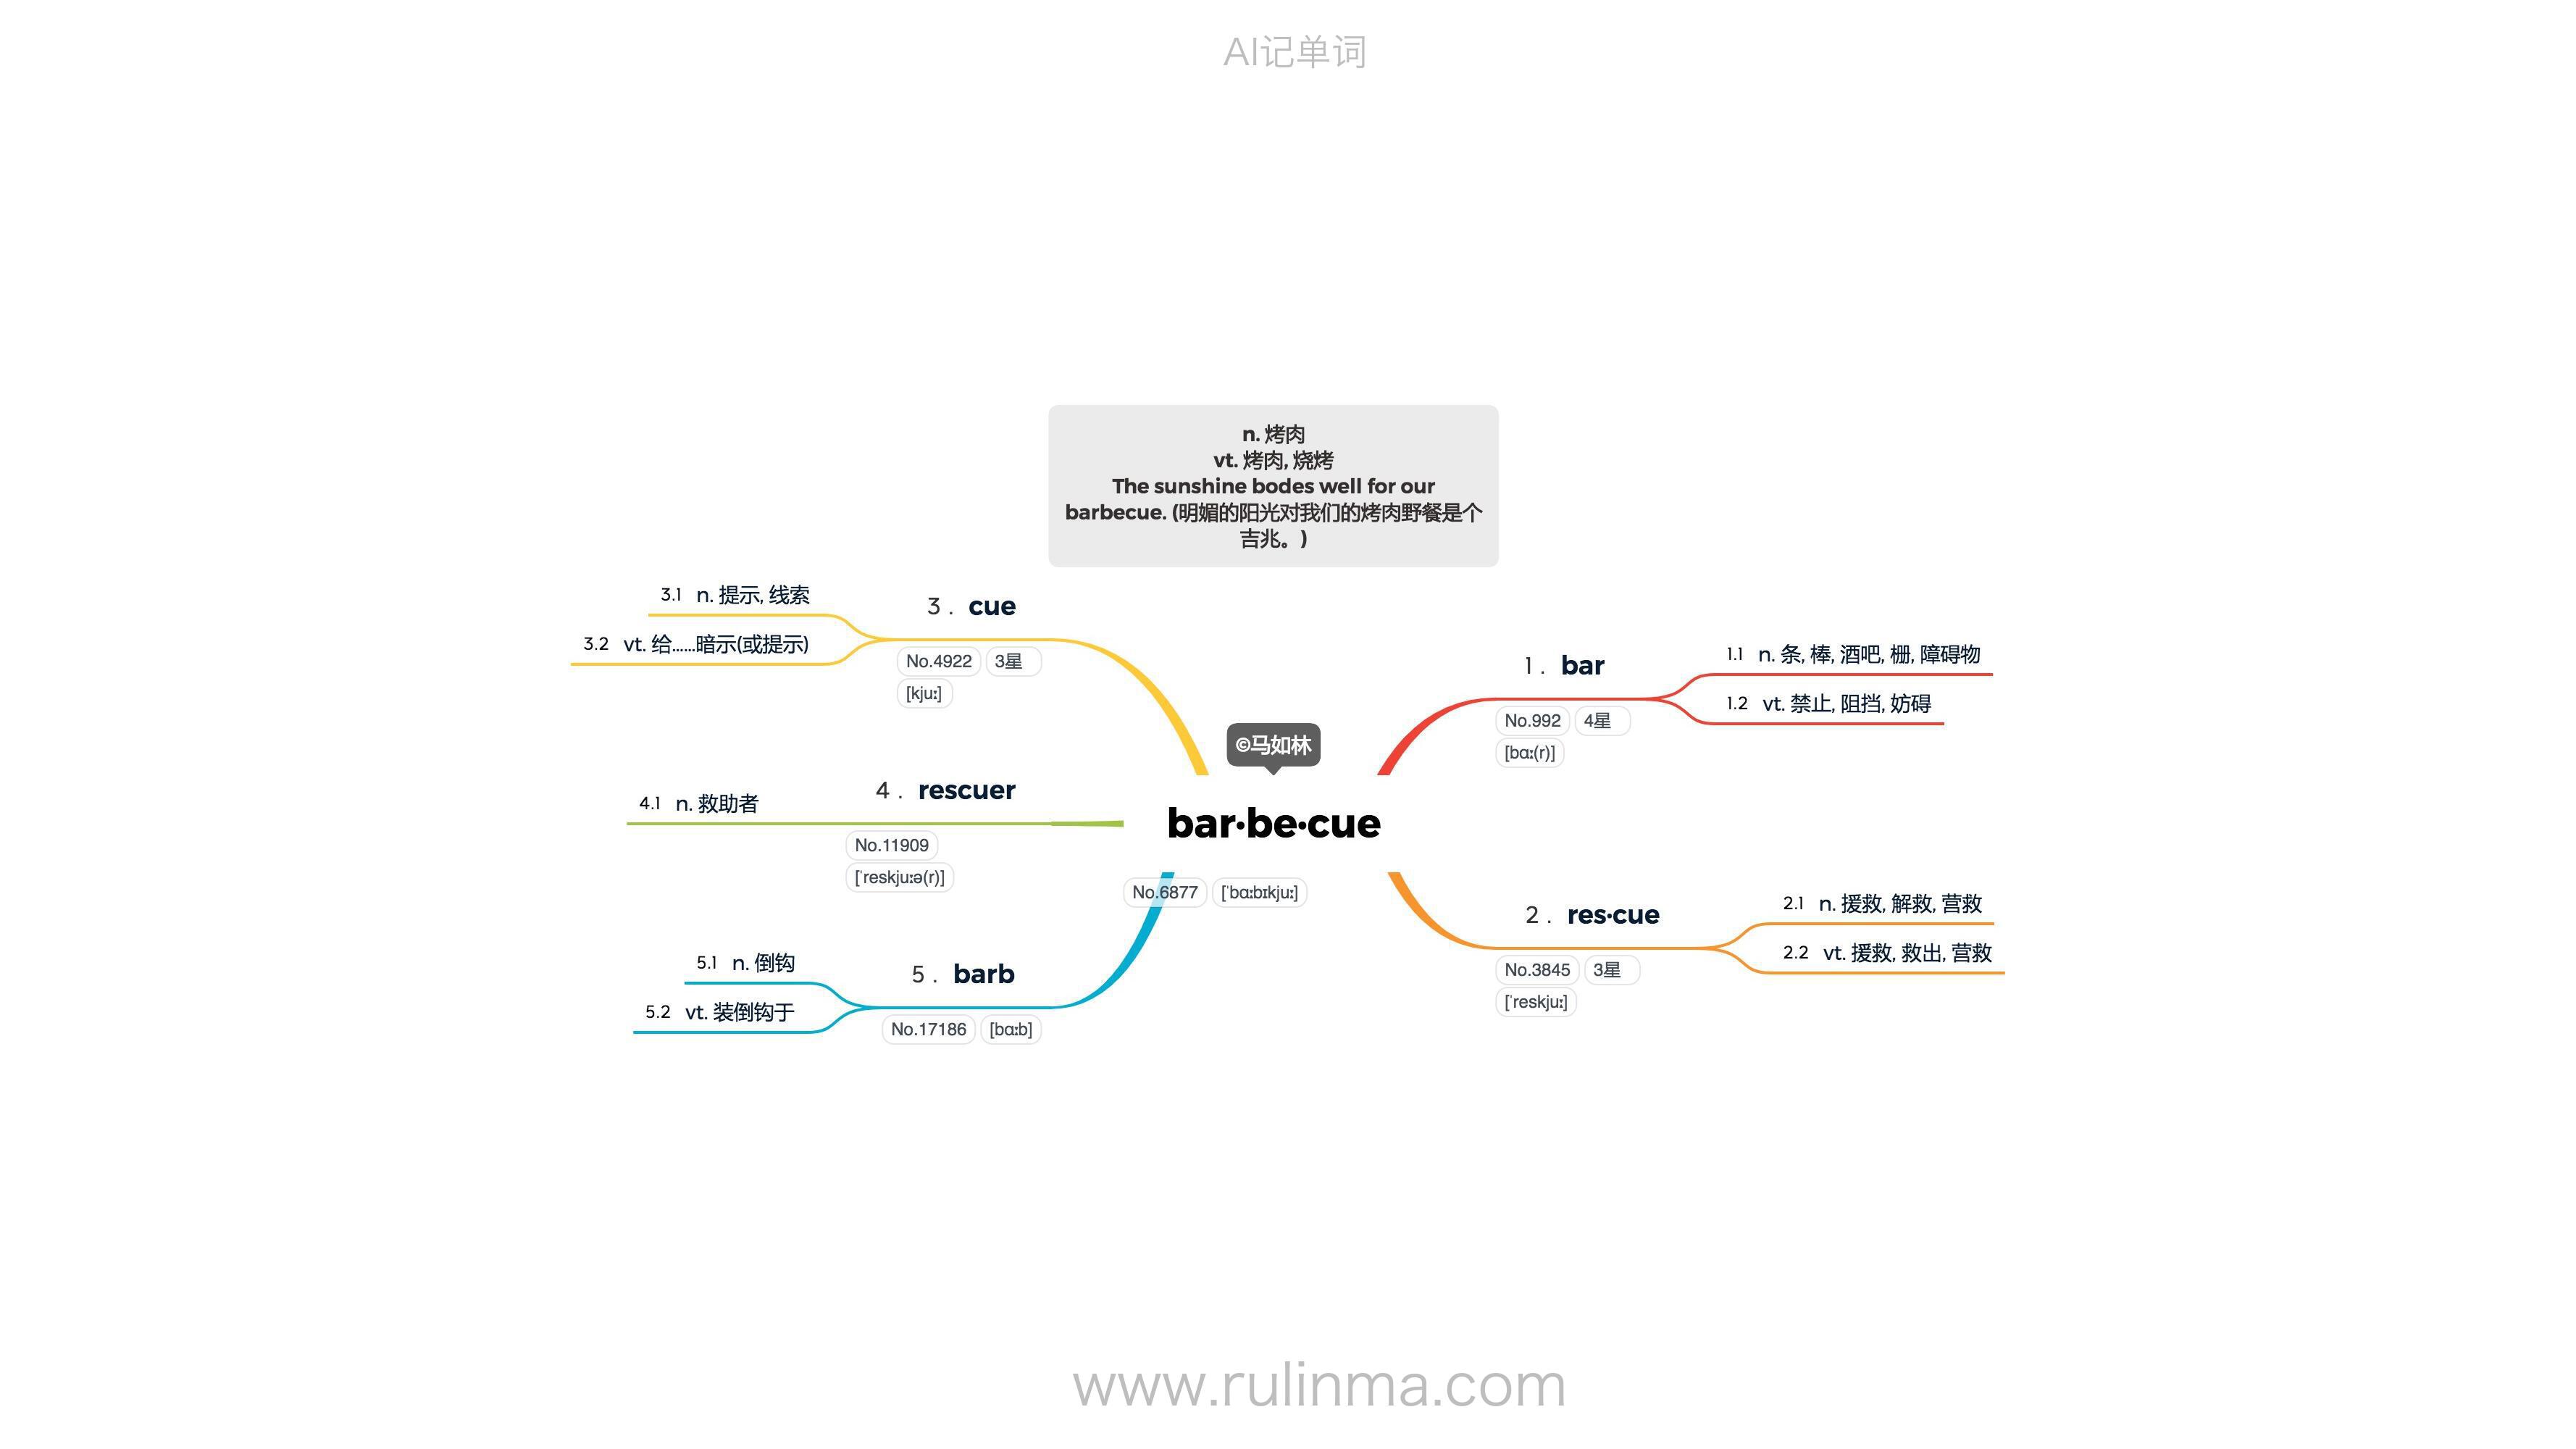 AI记单词
n. 烤肉
vt. 烤肉, 烧烤
The sunshine bodes well for our
barbecue. (明媚的阳光对我们的烤肉野餐是个
吉兆。)
©马如林
bar·be·cue
No.6877 [ˈbɑːbɪkjuː]
1 . bar
No.992 4星
[bɑː(r)]
1.1 n. 条, 棒, 酒吧, 栅, 障碍物
1.2 vt. 禁止, 阻挡, 妨碍
2 . res·cue
No.3845 3星
[ˈreskjuː]
2.1 n. 援救, 解救, 营救
2.2 vt. 援救, 救出, 营救
3 . cue
No.4922 3星
[kjuː]
3.1 n. 提示, 线索
3.2 vt. 给……暗示(或提示)
4 . rescuer
No.11909
[ˈreskjuːə(r)]
4.1 n. 救助者
5 . barb
No.17186 [bɑːb]
5.1 n. 倒钩
5.2 vt. 装倒钩于
www.rulinma.com